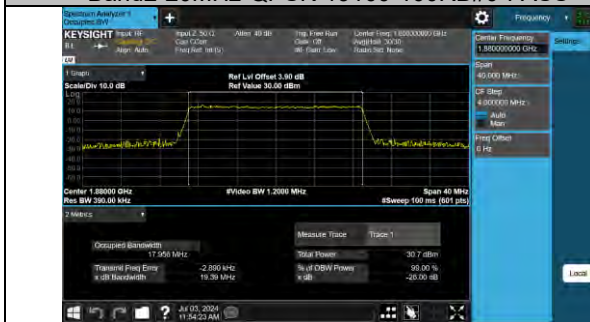 Spectrum Analyzer 1
Occupied BW
Frequency
KEYSIGHT Input: RF
Input Z: 50 Ω
Atten: 40 dB
Trig: Free Run
Center Freq: 1.880000000 GHz
Align: Auto
Gate: Off
Avg|Hold: 30/30
Radio Std: None
Center Frequency
1.880000000 GHz
Settings
Span
40.000 MHz
CF Step
4.000000 MHz
Auto
Man
Freq Offset
0 Hz
1 Graph
Scale/Div 10.0 dB
Ref Lvl Offset 3.90 dB
Ref Value 30.00 dBm
Log
Center 1.88000 GHz
#Video BW 1.2000 MHz
Span 40 MHz
Res BW 390.00 kHz
#Sweep 100 ms (601 pts)
2 Metrics
Measure Trace
Trace 1
Occupied Bandwidth
17.956 MHz
Total Power
30.7 dBm
Transmit Freq Error
-2.890 kHz
% of OBW Power
99.00 %
x dB Bandwidth
19.39 MHz
x dB
-26.00 dB
Local
Jul 03, 2024
11:54:23 AM